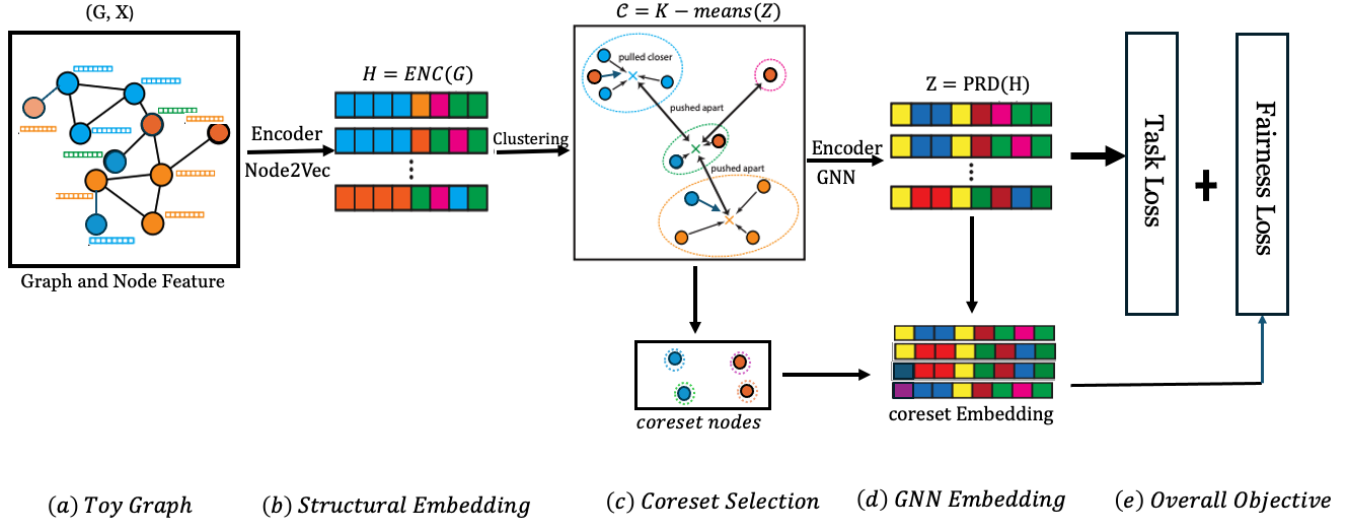 (G, X)
Graph and Node Feature
Encoder
Node2Vec
H = ENC(G)
⋮
Clustering
C = K − means(Z)
pulled closer
pushed apart
pushed apart
coreset nodes
Encoder
GNN
Z = PRD(H)
⋮
coreset Embedding
Task Loss
+
Fairness Loss
(a) Toy Graph
(b) Structural Embedding
(c) Coreset Selection
(d) GNN Embedding
(e) Overall Objective